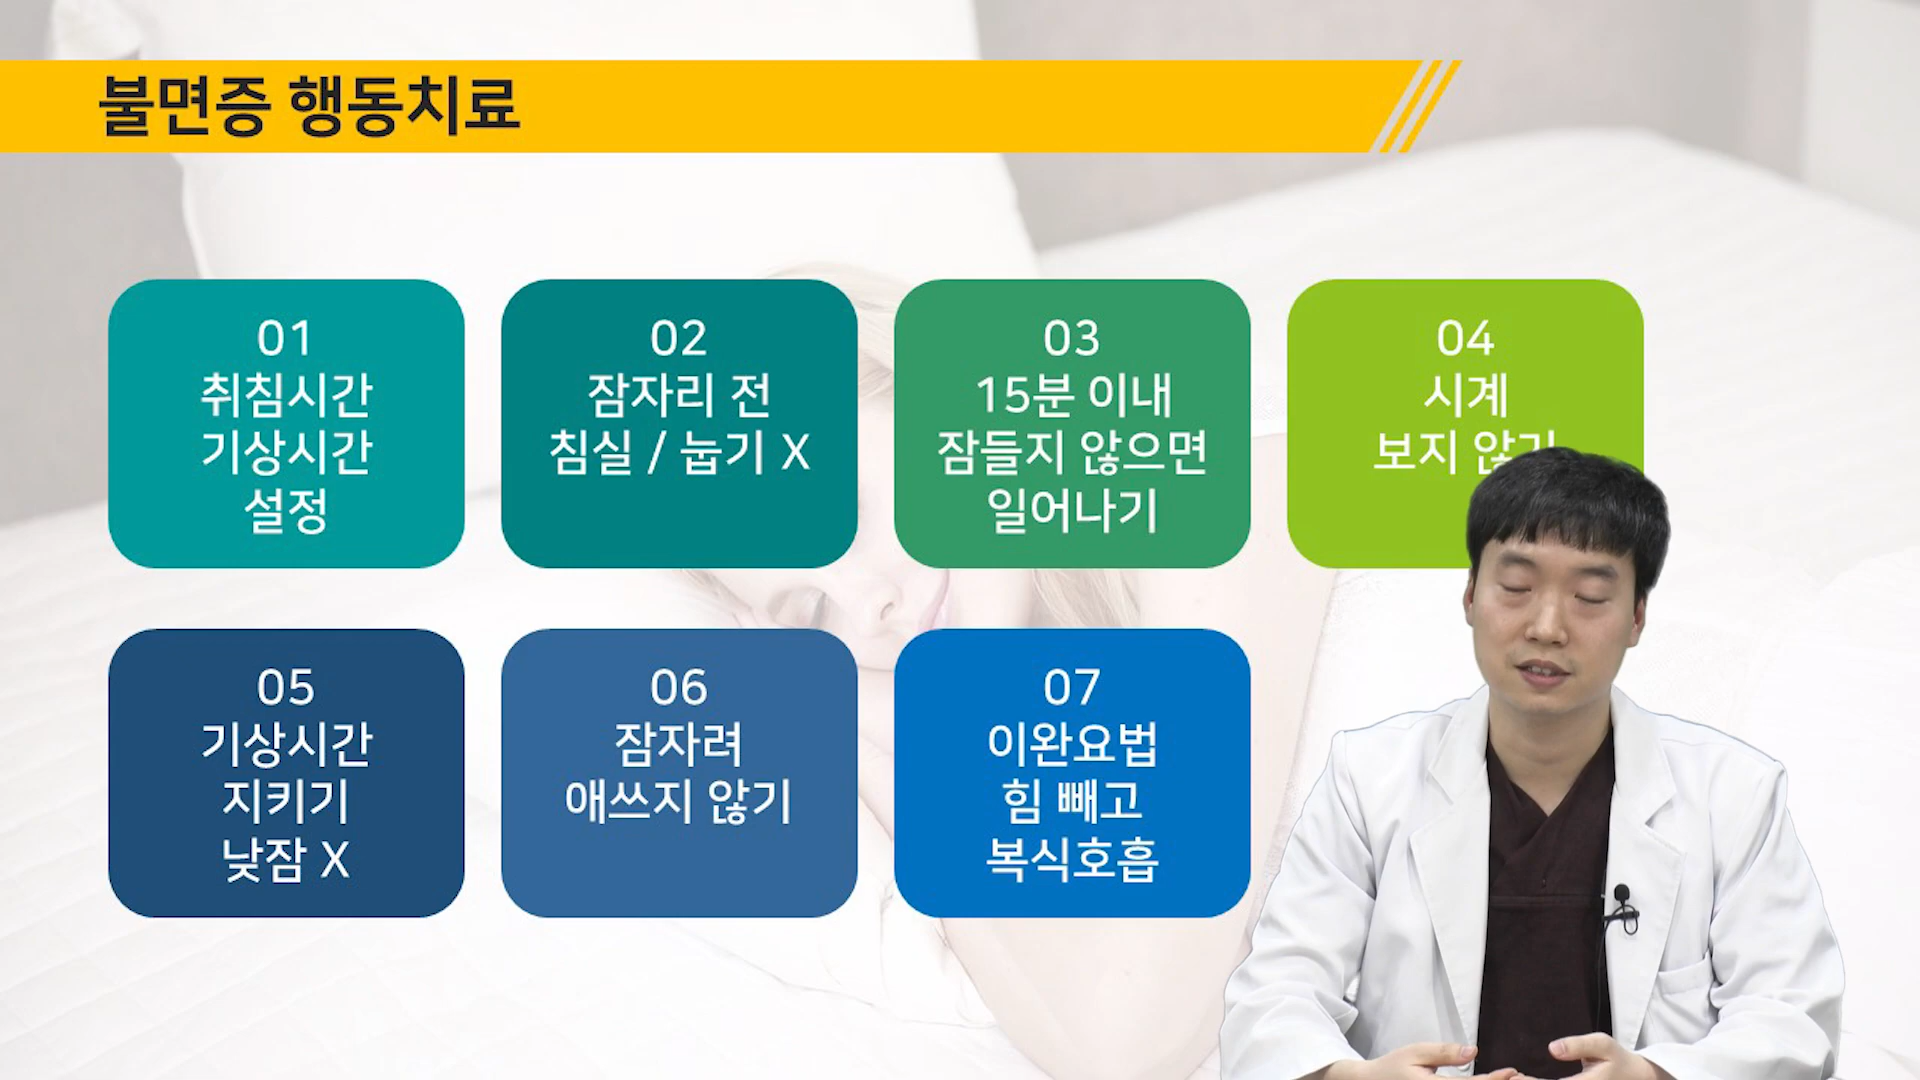 불면증 행동치료
01
취침시간
기상시간
설정
02
잠자리 전
침실 / 눕기 X
03
15분 이내
잠들지 않으면
일어나기
04
시계
보지 않기
05
기상시간
지키기
낮잠 X
06
잠자려
애쓰지 않기
07
이완요법
힘 빼고
복식호흡